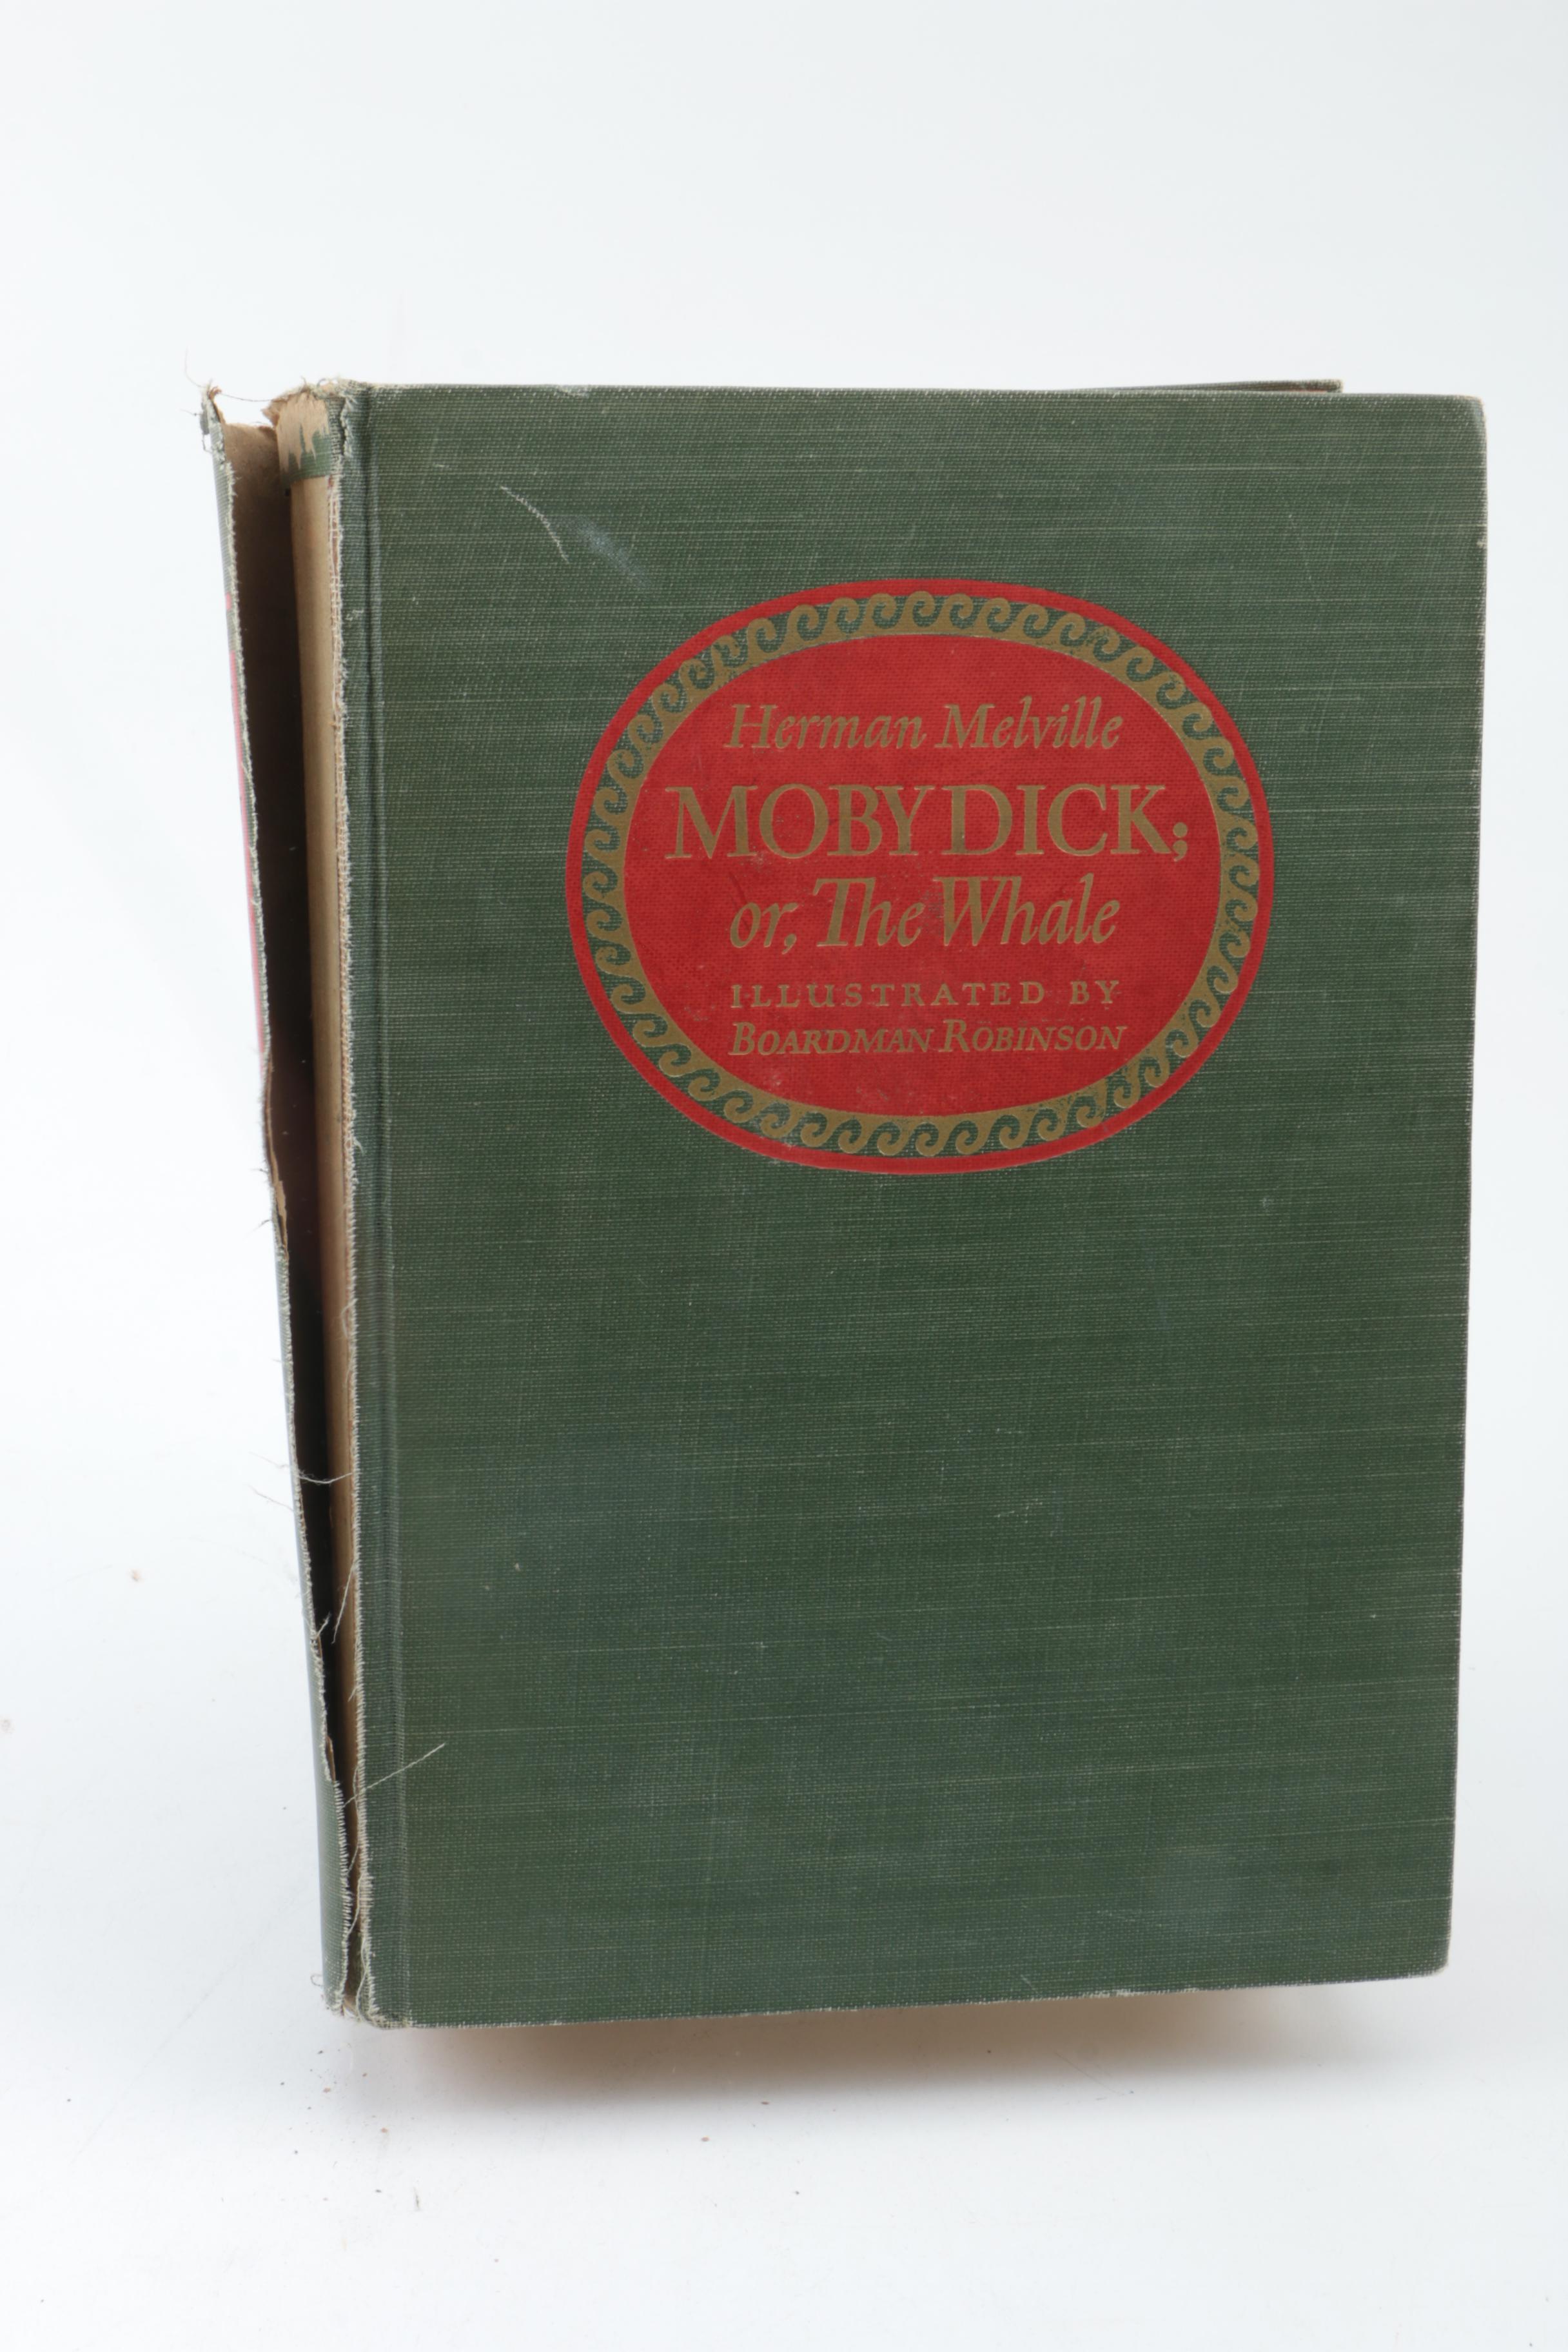 Herman Melville
MOBY DICK;
or, The Whale
ILLUSTRATED BY
BOARDMAN ROBINSON